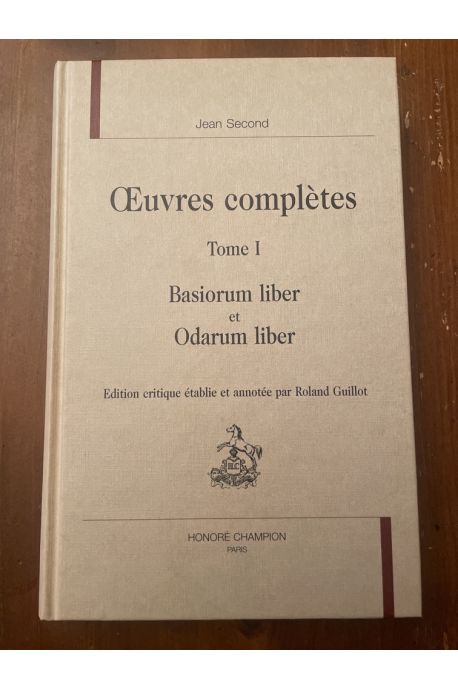 Jean Second
Œuvres complètes
Tome I
Basiorum liber
et
Odarum liber
Edition critique établie et annotée par Roland Guillot
HONORÉ CHAMPION
PARIS